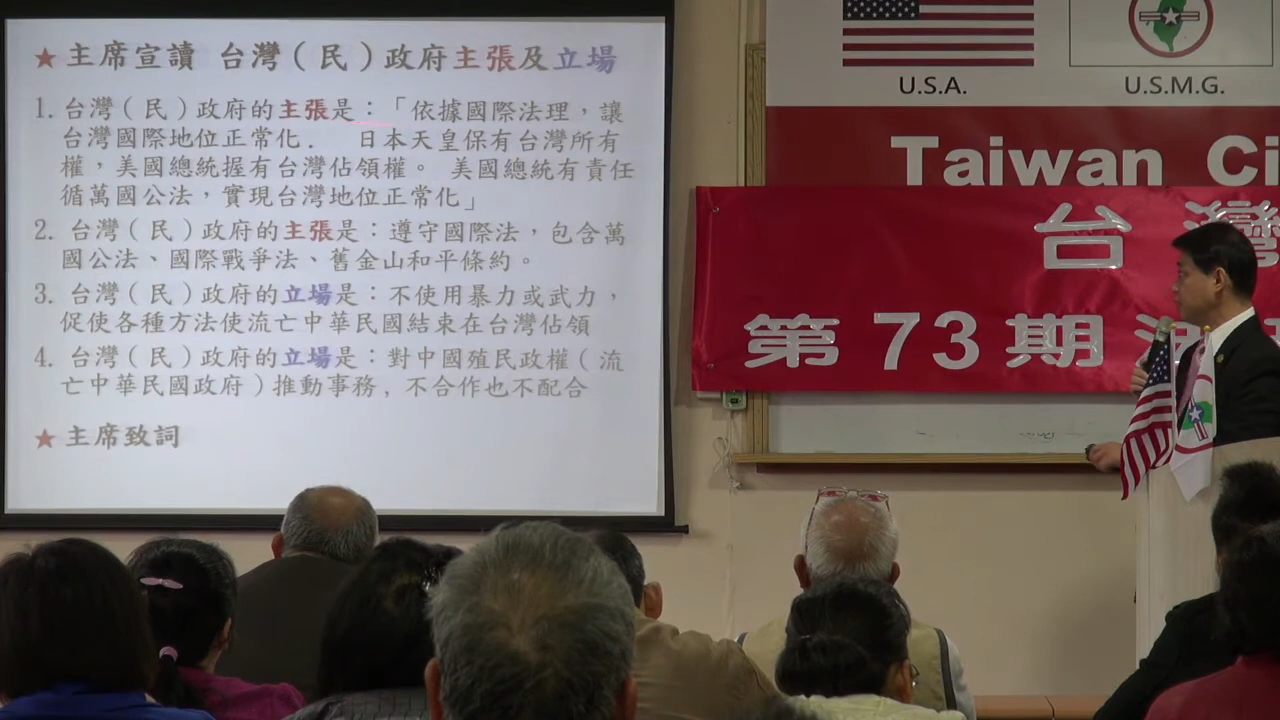 ★ 主席宣讀 台灣(民)政府主張及立場
1. 台灣(民)政府的主張是:「依據國際法理,讓
台灣國際地位正常化. 日本天皇保有台灣所有
權,美國總統握有台灣佔領權。 美國總統有責任
循萬國公法,實現台灣地位正常化」
2. 台灣(民)政府的主張是:遵守國際法,包含萬
國公法、國際戰爭法、舊金山和平條約。
3. 台灣(民)政府的立場是:不使用暴力或武力,
促使各種方法使流亡中華民國結束在台灣佔領
4. 台灣(民)政府的立場是:對中國殖民政權(流
亡中華民國政府)推動事務, 不合作也不配合
★ 主席致詞
U.S.A.
U.S.M.G.
Taiwan Ci
台灣
第73期